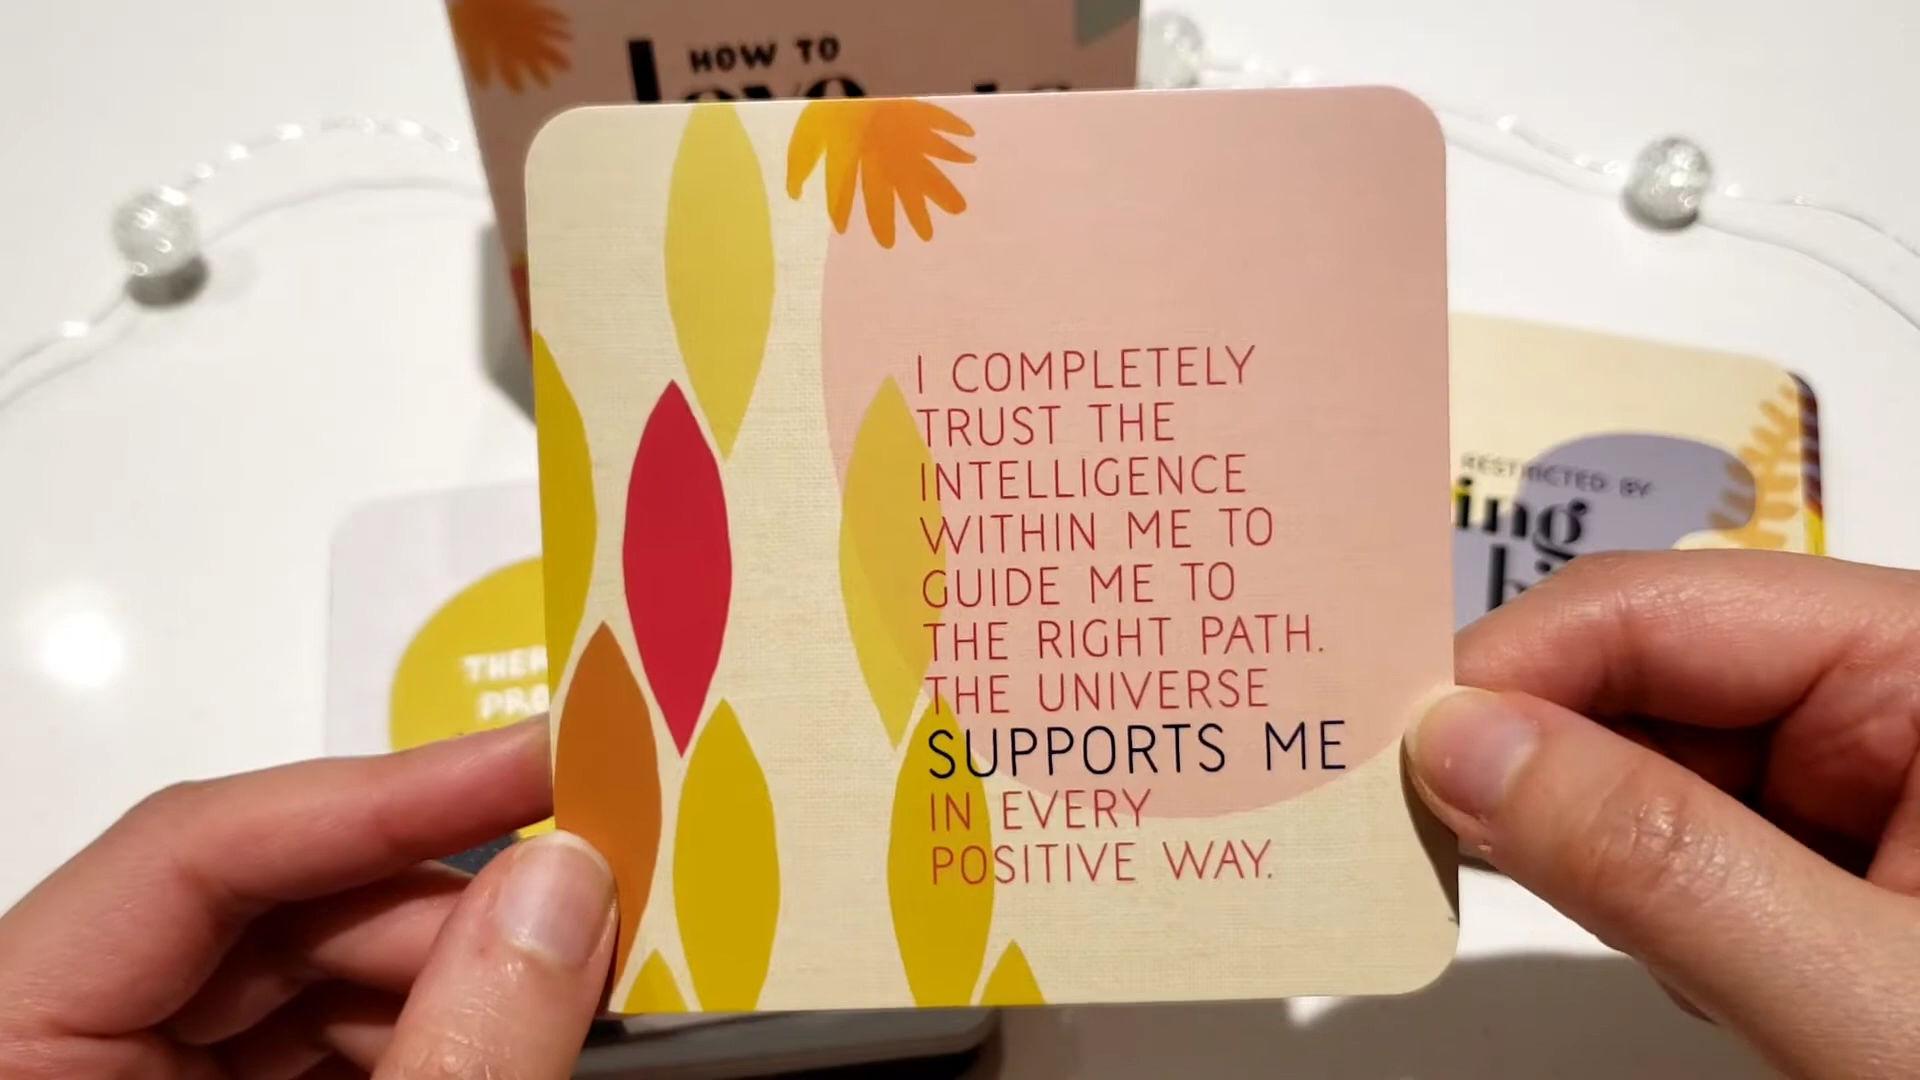 HOW TO
I COMPLETELY
TRUST THE
INTELLIGENCE
WITHIN ME TO
GUIDE ME TO
THE RIGHT PATH.
THE UNIVERSE
SUPPORTS ME
IN EVERY
POSITIVE WAY.
RESTRICTED BY